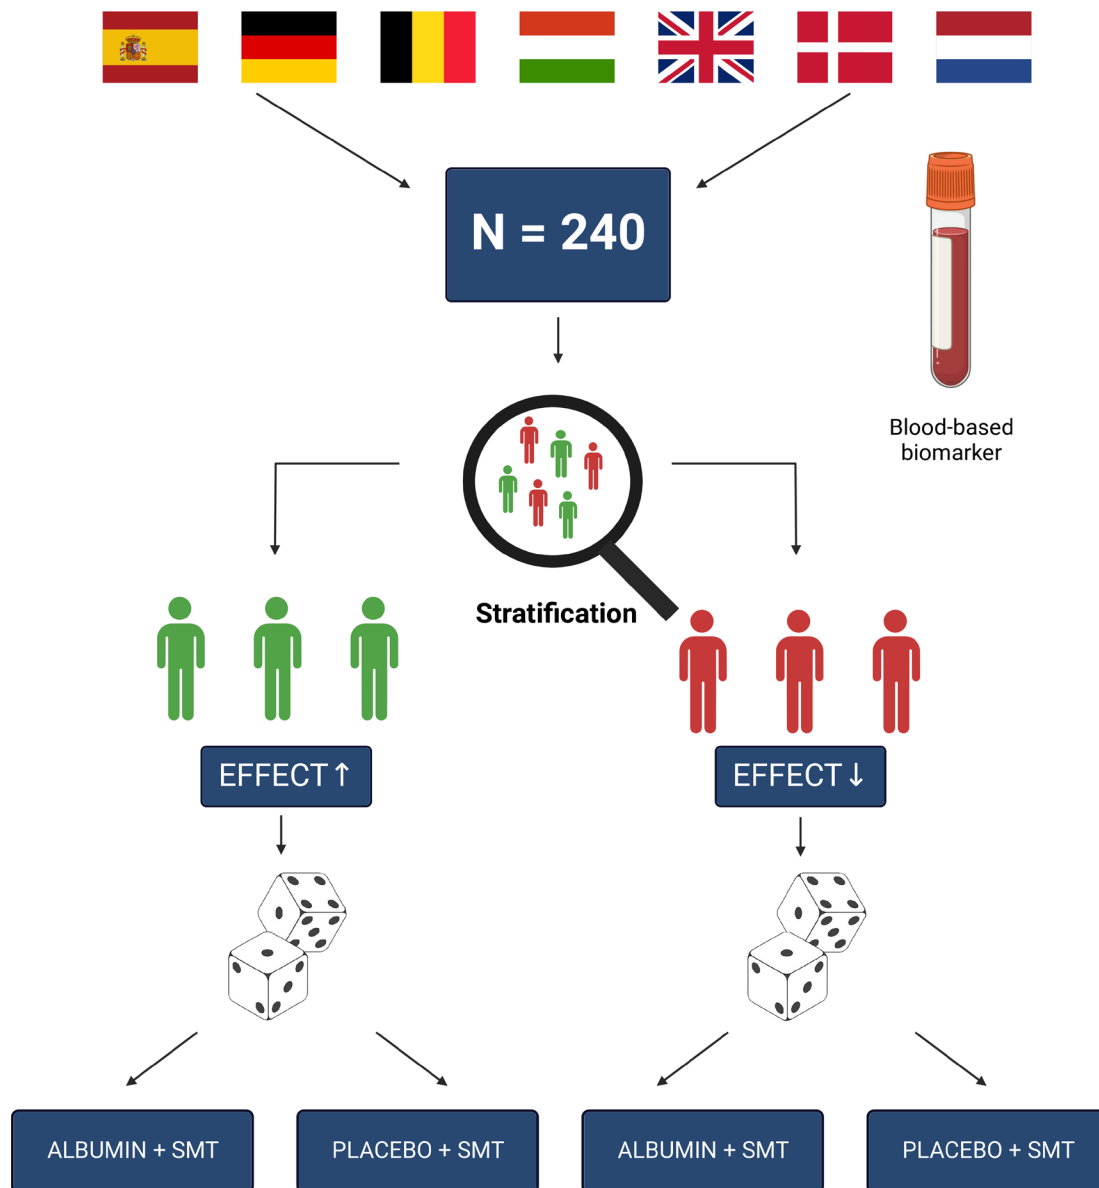 N = 240
Blood-based
biomarker
Stratification
EFFECT↑
EFFECT↓
ALBUMIN + SMT
PLACEBO + SMT
ALBUMIN + SMT
PLACEBO + SMT